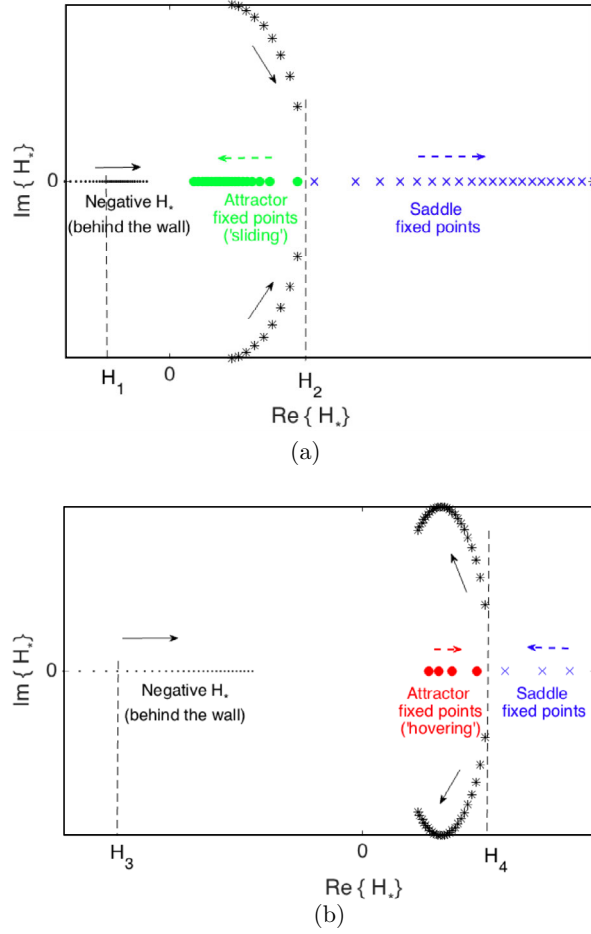 Im{ H* }
0
Negative H*
(behind the wall)
Attractor
fixed points
('sliding')
Saddle
fixed points
H1
0
H2
Re{ H* }
(a)
Im{ H* }
0
Negative H*
(behind the wall)
Attractor
fixed points
('hovering')
Saddle
fixed points
H3
0
H4
Re{ H* }
(b)